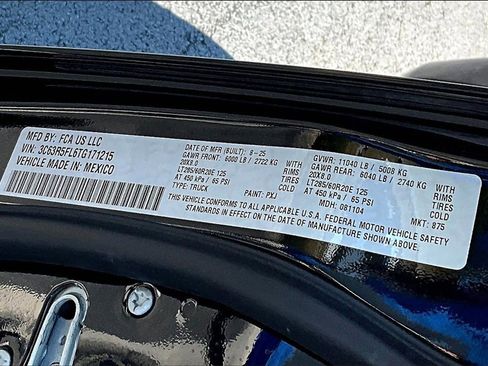 MFD BY: FCA US LLC
VIN: 3C63R5FL6TG171215
VEHICLE MADE IN: MEXICO
DATE OF MFR (BUILT): 8-25
GAWR FRONT: 6000 LB / 2722 KG
20X8.0
LT285/60R20E 125
AT 450 kPa / 65 PSI
TYPE: TRUCK
PAINT: PXJ
WITH
RIMS
TIRES
COLD
GVWR: 11040 LB / 5008 KG
GAWR REAR: 6040 LB / 2740 KG
20X8.0
LT285/60R20E 125
AT 450 kPa / 65 PSI
MDH: 081104
WITH
RIMS
TIRES
COLD
MKT: 875
THIS VEHICLE CONFORMS TO ALL APPLICABLE U.S.A. FEDERAL MOTOR VEHICLE SAFETY
STANDARDS IN EFFECT ON THE DATE OF MANUFACTURE SHOWN ABOVE.